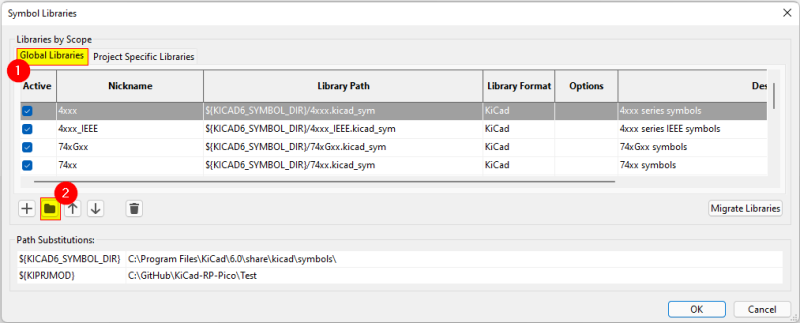 Symbol Libraries
Libraries by Scope
Global Libraries Project Specific Libraries
1
Active Nickname Library Path Library Format Options Des
4xxx ${KICAD6_SYMBOL_DIR}/4xxx.kicad_sym KiCad 4xxx series symbols
4xxx_IEEE ${KICAD6_SYMBOL_DIR}/4xxx_IEEE.kicad_sym KiCad 4xxx series IEEE symbols
74xGxx ${KICAD6_SYMBOL_DIR}/74xGxx.kicad_sym KiCad 74xGxx symbols
74xx ${KICAD6_SYMBOL_DIR}/74xx.kicad_sym KiCad 74xx symbols
2
Migrate Libraries
Path Substitutions:
${KICAD6_SYMBOL_DIR} C:\Program Files\KiCad\6.0\share\kicad\symbols\
${KIPRJMOD} C:\GitHub\KiCad-RP-Pico\Test
OK Cancel